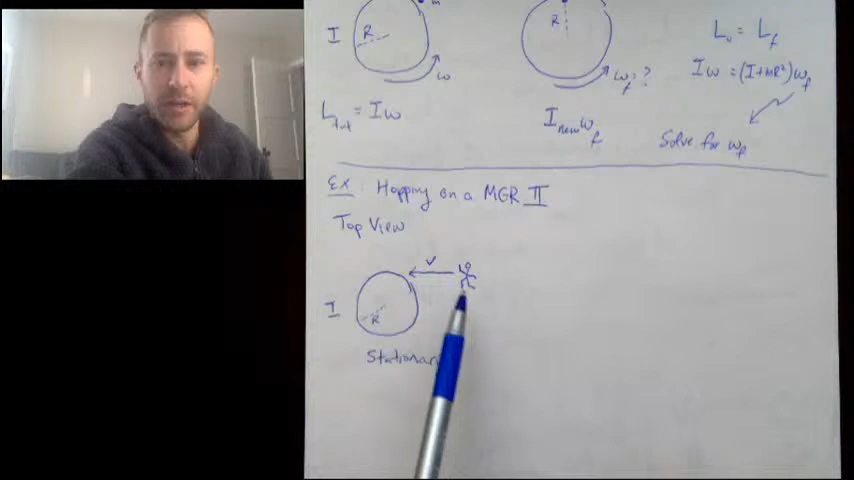 I R m R
ω ω_f = ?
L_tot = Iω
I_new ω_f
L_0 = L_f
Iω = (I+mR²)ω_f
Solve for ω_f
EX: Hopping on a MGR II
Top View
v
I R
Stationar